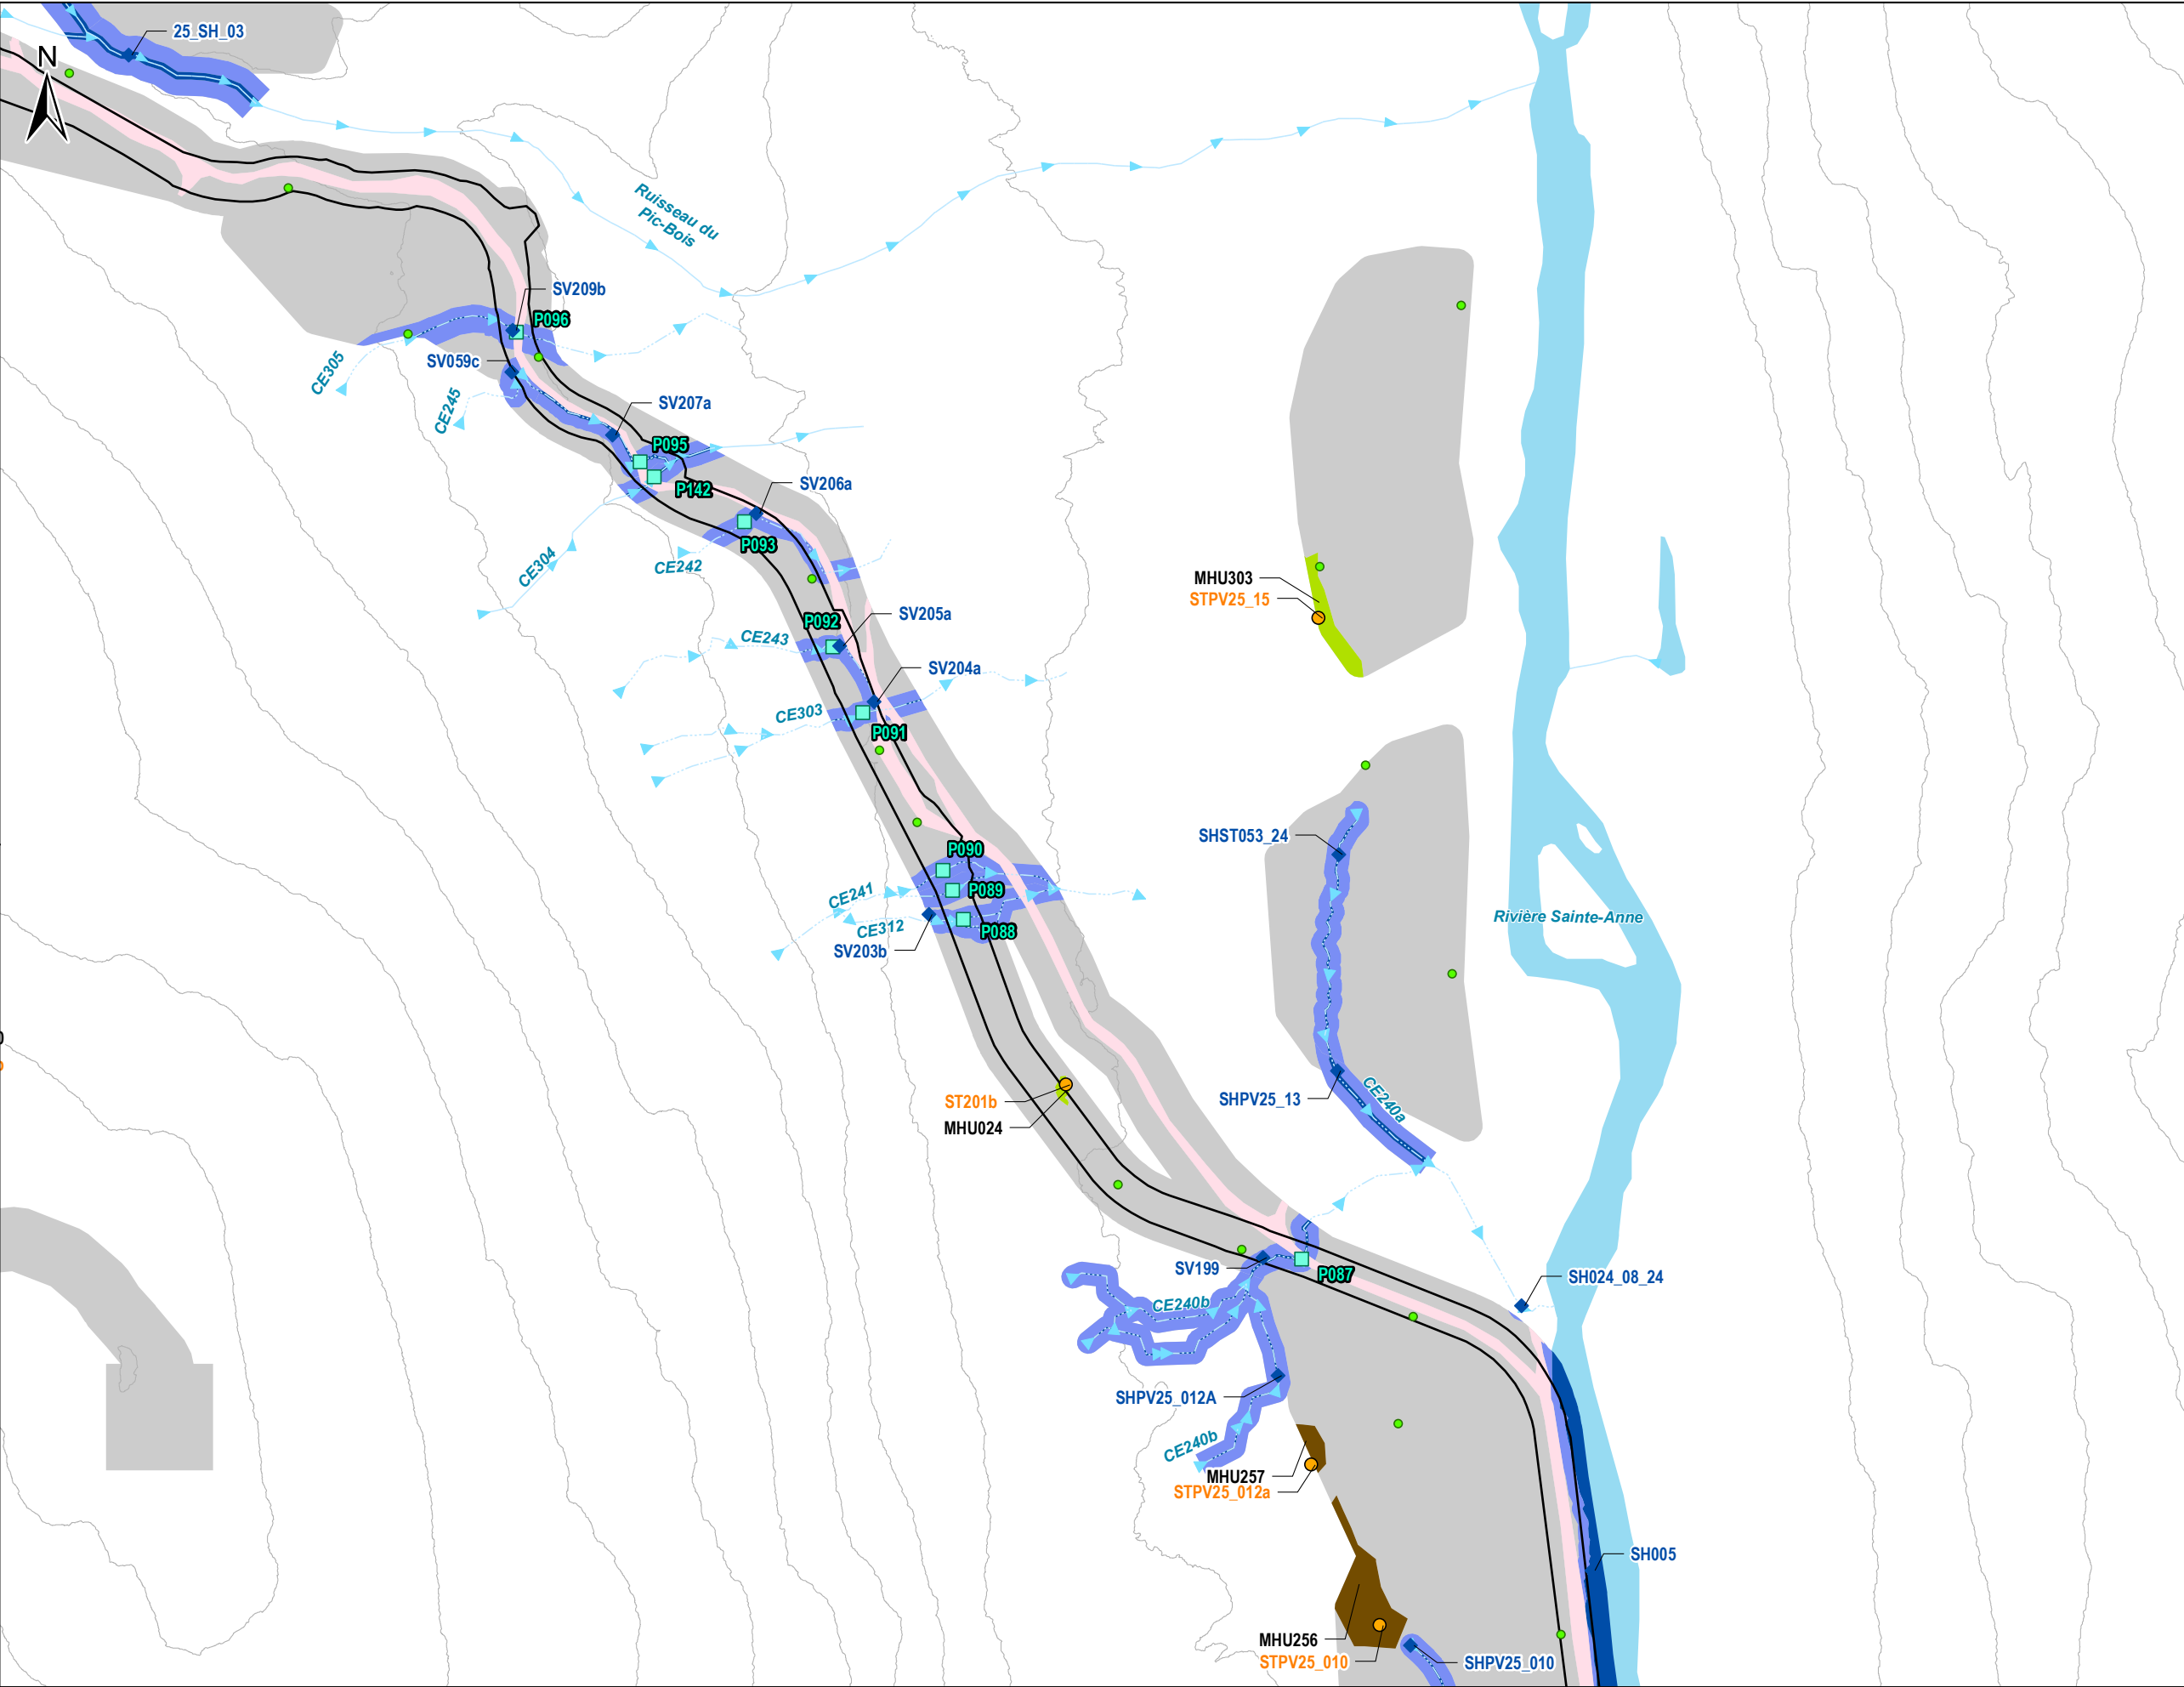 25_SH_03
N
Ruisseau du
Pic-Bois
SV209b
P096
CE305
SV059c
CE245
SV207a
P095
P142
SV206a
P093
CE304
CE242
MHU303
STPV25_15
P092
SV205a
CE243
SV204a
CE303
P091
SHST053_24
P090
P089
CE241
CE312
P088
SV203b
Rivière Sainte-Anne
ST201b
MHU024
SHPV25_13
CE240a
SV199
P087
SH024_08_24
CE240b
SHPV25_012A
CE240b
MHU257
STPV25_012a
SH005
MHU256
STPV25_010
SHPV25_010